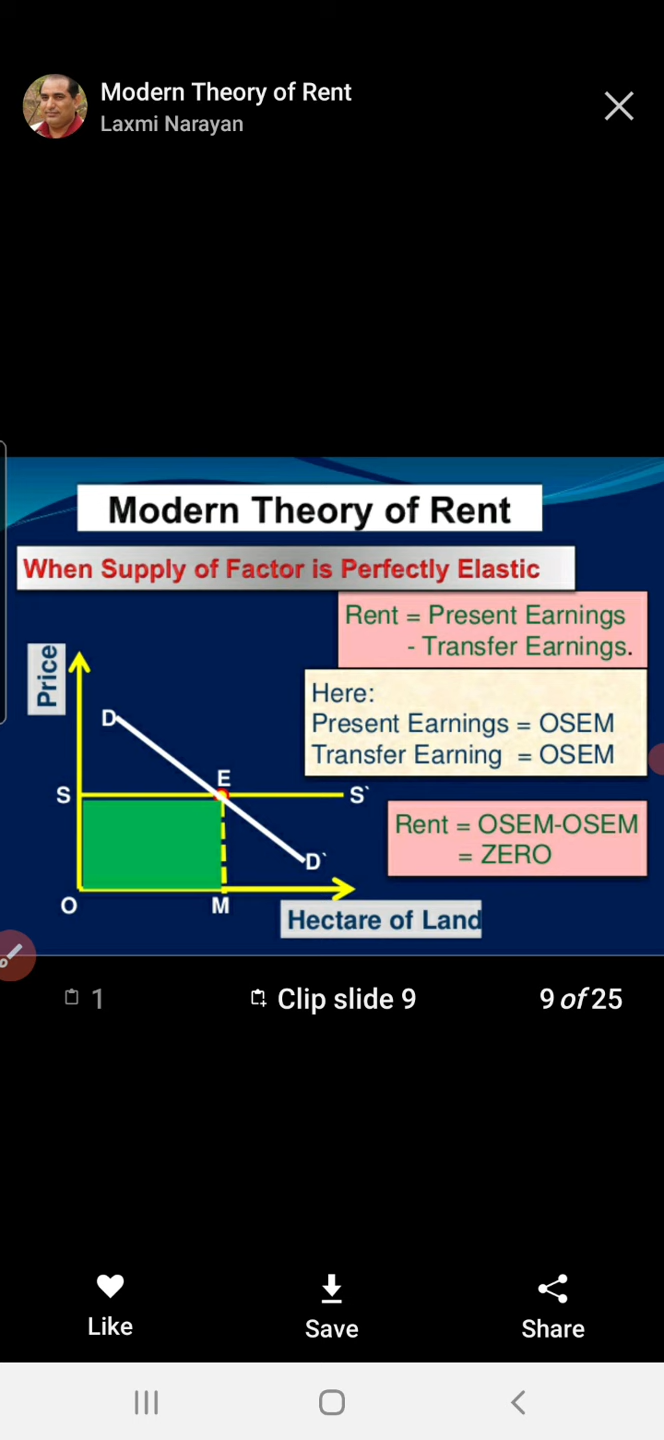 Modern Theory of Rent
Laxmi Narayan
Modern Theory of Rent
When Supply of Factor is Perfectly Elastic
Rent = Present Earnings
- Transfer Earnings.
Price
Here:
Present Earnings = OSEM
Transfer Earning = OSEM
D
E
S
S`
Rent = OSEM-OSEM
= ZERO
D`
O
M
Hectare of Land
1
Clip slide 9
9 of 25
Like
Save
Share